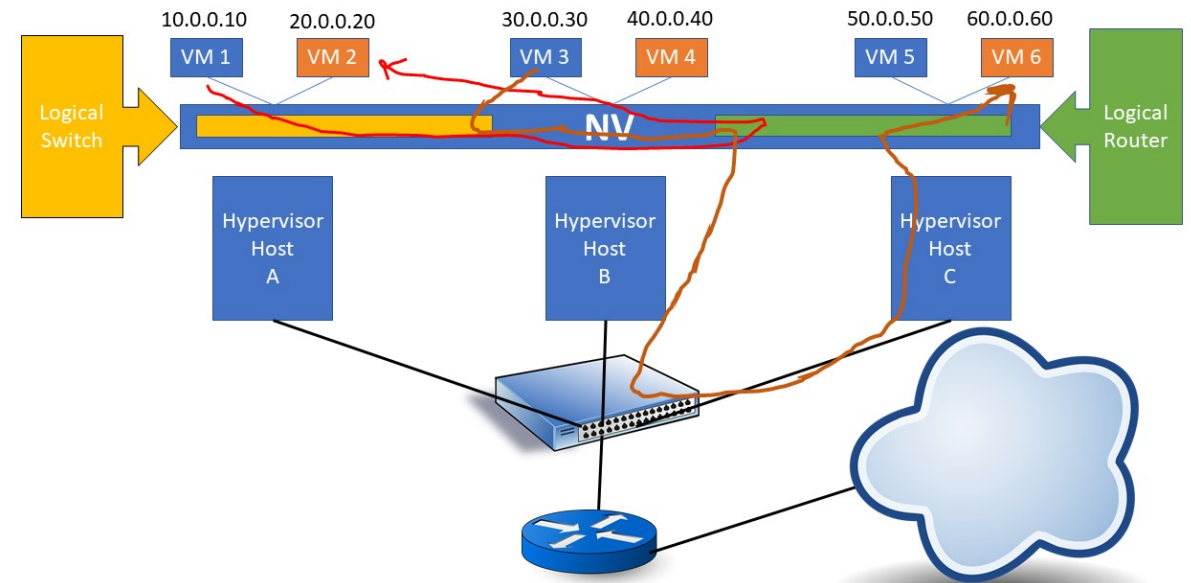 10.0.0.10
20.0.0.20
30.0.0.30
40.0.0.40
50.0.0.50
60.0.0.60
VM 1
VM 2
VM 3
VM 4
VM 5
VM 6
Logical
Switch
NV
Logical
Router
Hypervisor
Host
A
Hypervisor
Host
B
Hypervisor
Host
C